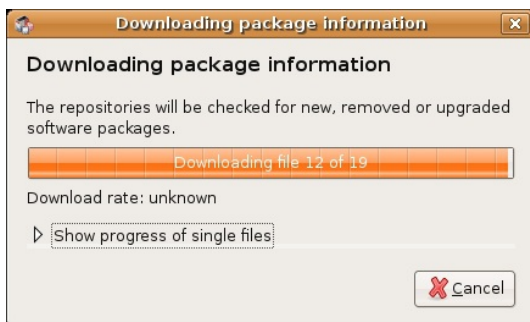 Downloading package information
Downloading package information
The repositories will be checked for new, removed or upgraded
software packages.
Downloading file 12 of 19
Download rate: unknown
Show progress of single files
Cancel